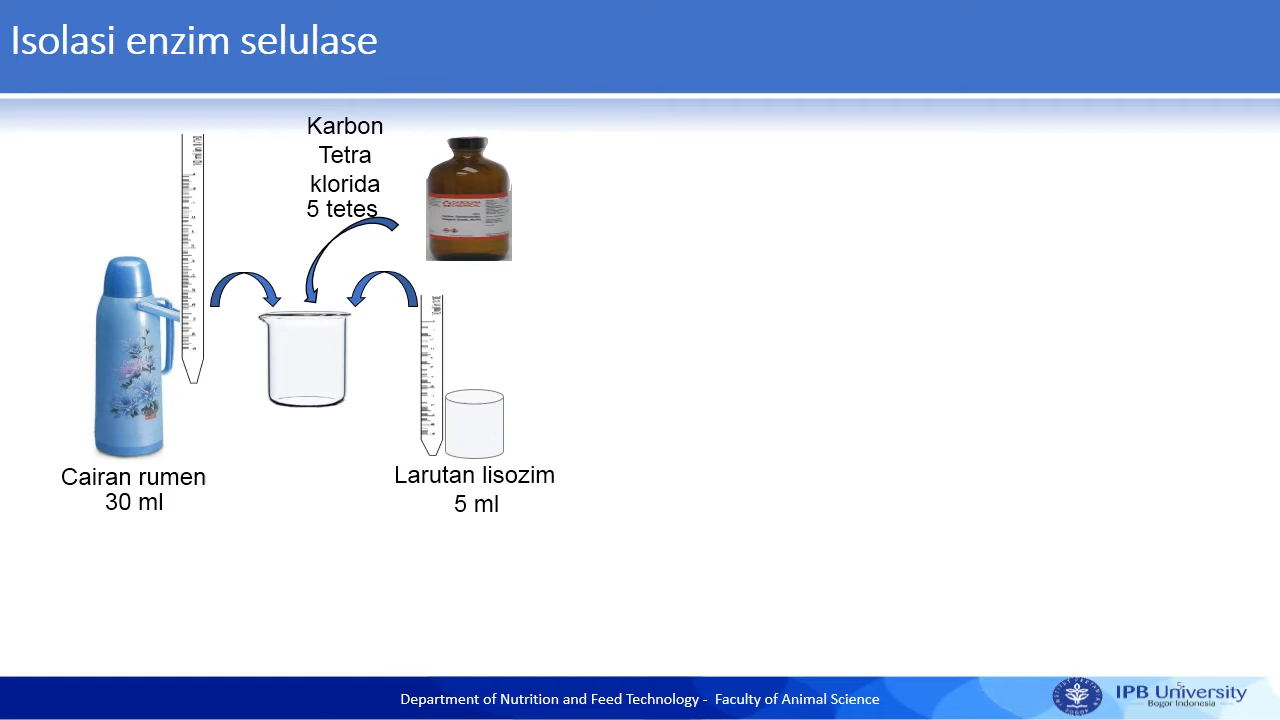 Isolasi enzim selulase
Karbon
Tetra
klorida
5 tetes
Cairan rumen
30 ml
Larutan lisozim
5 ml
Department of Nutrition and Feed Technology - Faculty of Animal Science
5
IPB University
Bogor Indonesia